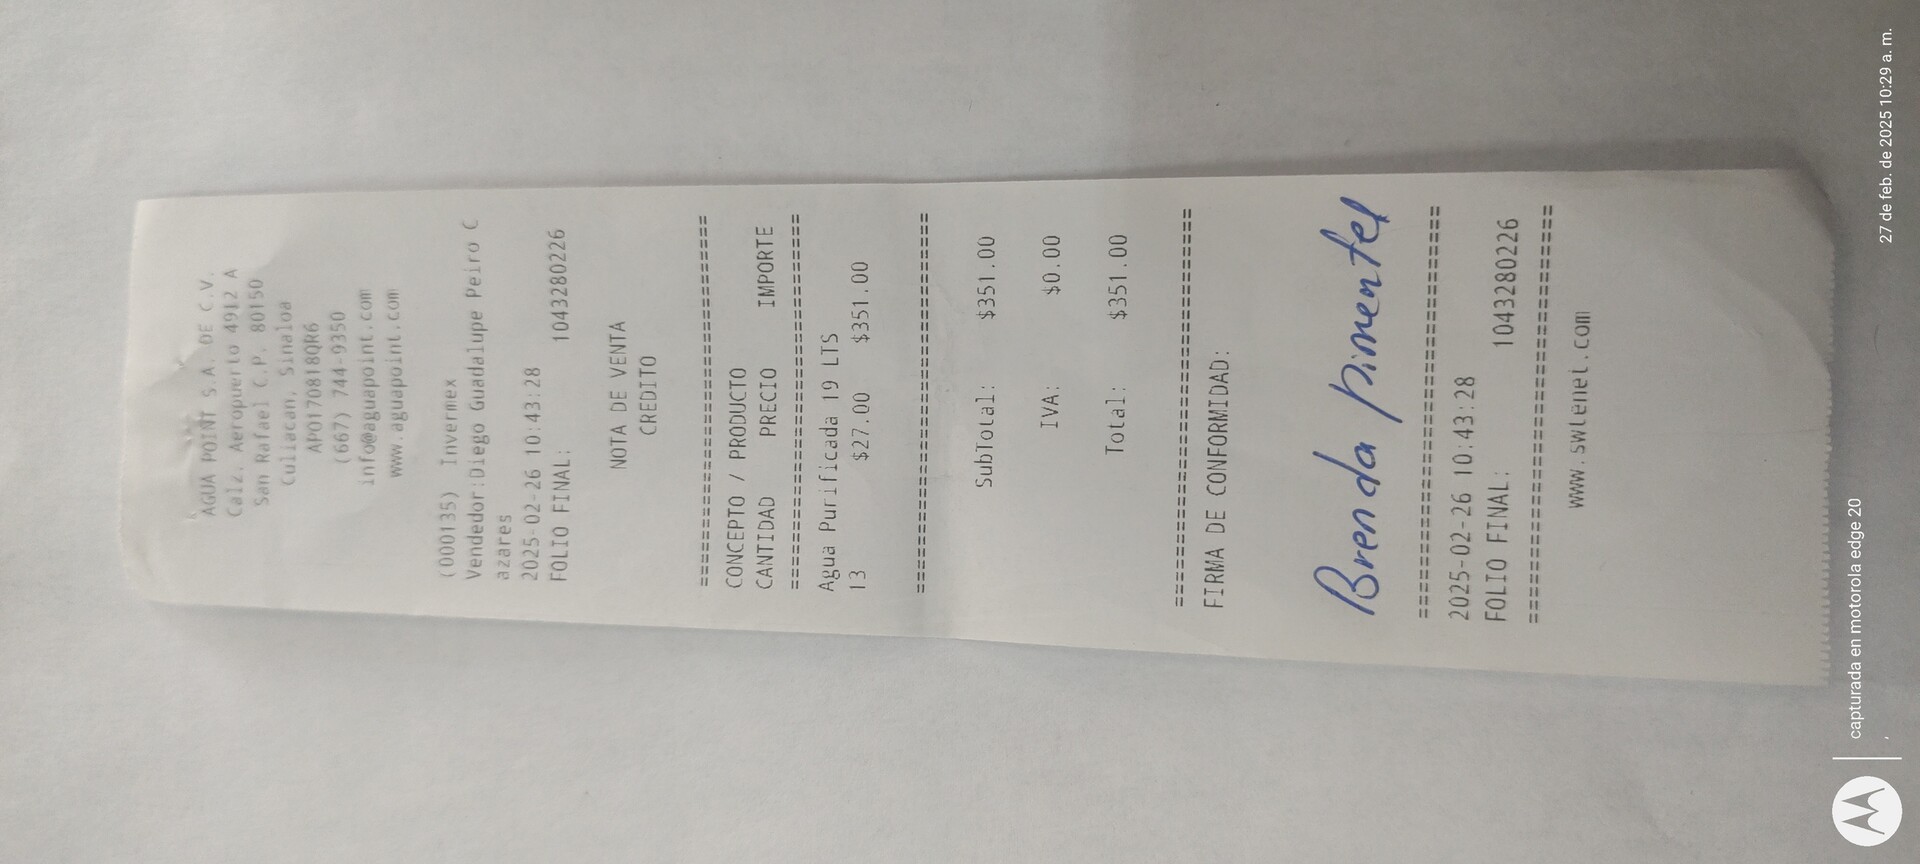 AGUA POINT S.A. DE C.V.
Calz. Aeropuerto 4912 A
San Rafael C.P. 80150
Culiacan, Sinaloa
APO170818QR6
(667) 744-9350
info@aguapoint.com
www.aguapoint.com
(000135) Invermex
Vendedor:Diego Guadalupe Peiro C
azares
2025-02-26 10:43:28
FOLIO FINAL: 1043280226
NOTA DE VENTA
CREDITO
================================
CONCEPTO / PRODUCTO
CANTIDAD PRECIO IMPORTE
================================
Agua Purificada 19 LTS
13 $27.00 $351.00
================================
SubTotal: $351.00
IVA: $0.00
Total: $351.00
================================
FIRMA DE CONFORMIDAD:
Brenda pimentel
================================
2025-02-26 10:43:28
FOLIO FINAL: 1043280226
================================
www.swlenet.com
capturada en motorola edge 20
,
27 de feb. de 2025 10:29 a. m.